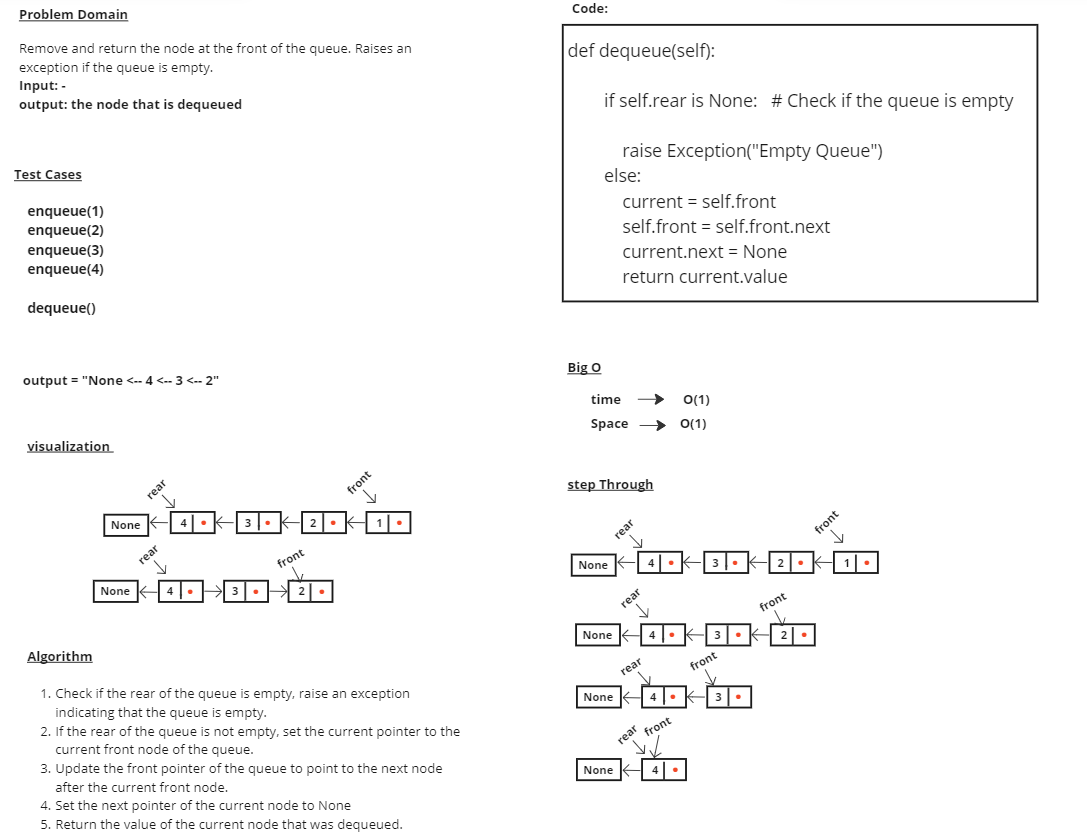 Problem Domain
Remove and return the node at the front of the queue. Raises an
exception if the queue is empty.
Input: -
output: the node that is dequeued
Test Cases
enqueue(1)
enqueue(2)
enqueue(3)
enqueue(4)
dequeue()
output = "None <-- 4 <-- 3 <-- 2"
visualization
rear front
None 4 3 2 1
rear front
None 4 3 2
Algorithm
1. Check if the rear of the queue is empty, raise an exception
indicating that the queue is empty.
2. If the rear of the queue is not empty, set the current pointer to the
current front node of the queue.
3. Update the front pointer of the queue to point to the next node
after the current front node.
4. Set the next pointer of the current node to None
5. Return the value of the current node that was dequeued.
Code:
def dequeue(self):
if self.rear is None: # Check if the queue is empty
raise Exception("Empty Queue")
else:
current = self.front
self.front = self.front.next
current.next = None
return current.value
Big O
time O(1)
Space O(1)
step Through
rear front
None 4 3 2 1
rear front
None 4 3 2
rear front
None 4 3
rear front
None 4